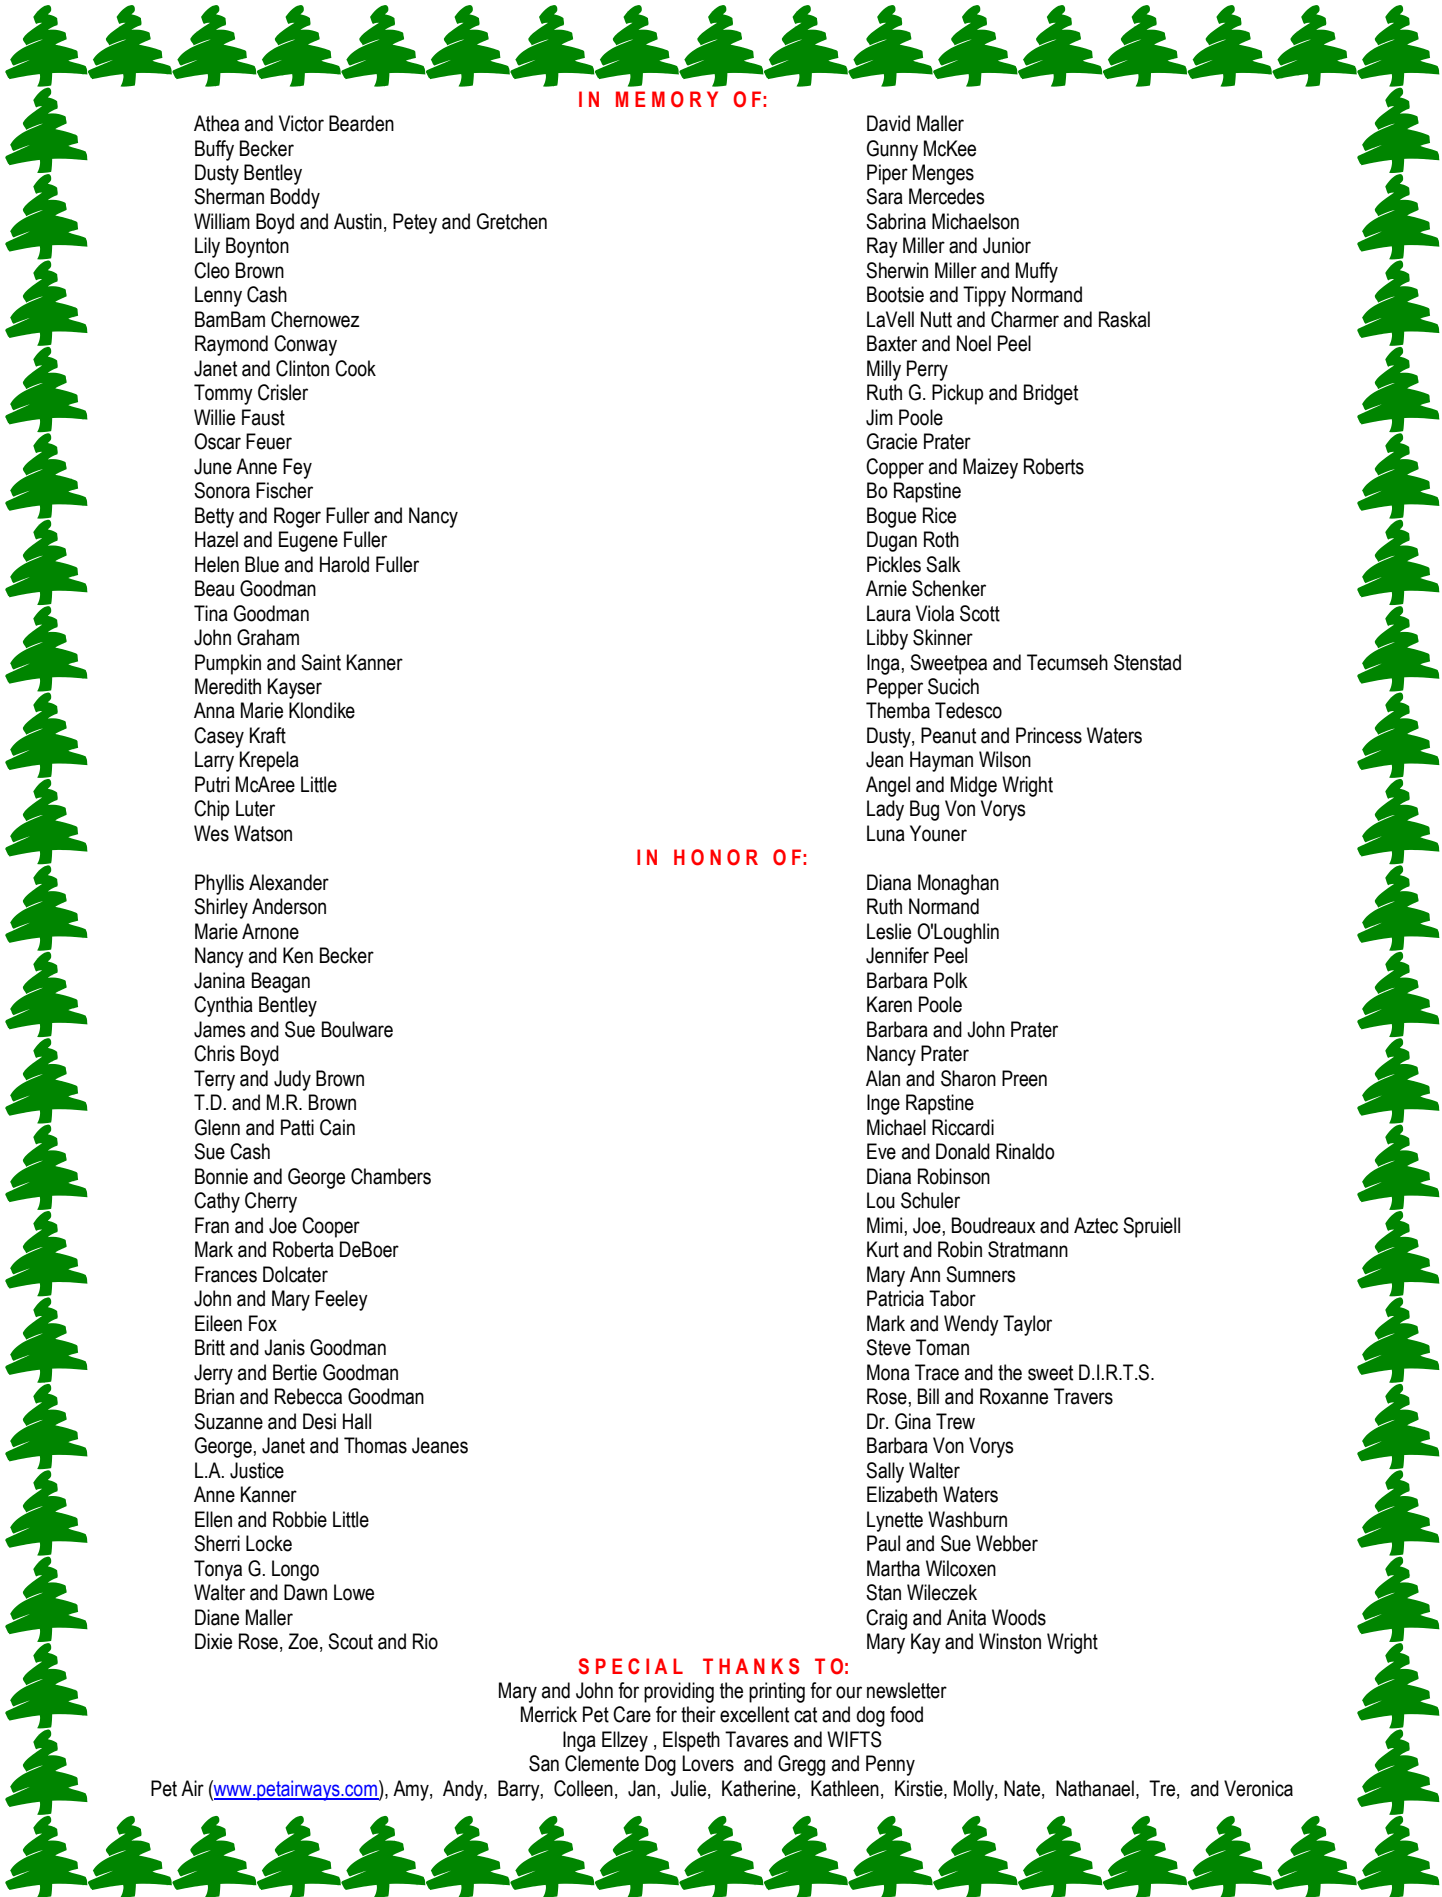 IN MEMORY OF:
Athea and Victor Bearden
Buffy Becker
Dusty Bentley
Sherman Boddy
William Boyd and Austin, Petey and Gretchen
Lily Boynton
Cleo Brown
Lenny Cash
BamBam Chernowez
Raymond Conway
Janet and Clinton Cook
Tommy Crisler
Willie Faust
Oscar Feuer
June Anne Fey
Sonora Fischer
Betty and Roger Fuller and Nancy
Hazel and Eugene Fuller
Helen Blue and Harold Fuller
Beau Goodman
Tina Goodman
John Graham
Pumpkin and Saint Kanner
Meredith Kayser
Anna Marie Klondike
Casey Kraft
Larry Krepela
Putri McAree Little
Chip Luter
Wes Watson
David Maller
Gunny McKee
Piper Menges
Sara Mercedes
Sabrina Michaelson
Ray Miller and Junior
Sherwin Miller and Muffy
Bootsie and Tippy Normand
LaVell Nutt and Charmer and Raskal
Baxter and Noel Peel
Milly Perry
Ruth G. Pickup and Bridget
Jim Poole
Gracie Prater
Copper and Maizey Roberts
Bo Rapstine
Bogue Rice
Dugan Roth
Pickles Salk
Arnie Schenker
Laura Viola Scott
Libby Skinner
Inga, Sweetpea and Tecumseh Stenstad
Pepper Sucich
Themba Tedesco
Dusty, Peanut and Princess Waters
Jean Hayman Wilson
Angel and Midge Wright
Lady Bug Von Vorys
Luna Youner
IN HONOR OF:
Phyllis Alexander
Shirley Anderson
Marie Arnone
Nancy and Ken Becker
Janina Beagan
Cynthia Bentley
James and Sue Boulware
Chris Boyd
Terry and Judy Brown
T.D. and M.R. Brown
Glenn and Patti Cain
Sue Cash
Bonnie and George Chambers
Cathy Cherry
Fran and Joe Cooper
Mark and Roberta DeBoer
Frances Dolcater
John and Mary Feeley
Eileen Fox
Britt and Janis Goodman
Jerry and Bertie Goodman
Brian and Rebecca Goodman
Suzanne and Desi Hall
George, Janet and Thomas Jeanes
L.A. Justice
Anne Kanner
Ellen and Robbie Little
Sherri Locke
Tonya G. Longo
Walter and Dawn Lowe
Diane Maller
Dixie Rose, Zoe, Scout and Rio
Diana Monaghan
Ruth Normand
Leslie O'Loughlin
Jennifer Peel
Barbara Polk
Karen Poole
Barbara and John Prater
Nancy Prater
Alan and Sharon Preen
Inge Rapstine
Michael Riccardi
Eve and Donald Rinaldo
Diana Robinson
Lou Schuler
Mimi, Joe, Boudreaux and Aztec Spruiell
Kurt and Robin Stratmann
Mary Ann Sumners
Patricia Tabor
Mark and Wendy Taylor
Steve Toman
Mona Trace and the sweet D.I.R.T.S.
Rose, Bill and Roxanne Travers
Dr. Gina Trew
Barbara Von Vorys
Sally Walter
Elizabeth Waters
Lynette Washburn
Paul and Sue Webber
Martha Wilcoxen
Stan Wileczek
Craig and Anita Woods
Mary Kay and Winston Wright
SPECIAL THANKS TO:
Mary and John for providing the printing for our newsletter
Merrick Pet Care for their excellent cat and dog food
Inga Ellzey , Elspeth Tavares and WIFTS
San Clemente Dog Lovers and Gregg and Penny
Pet Air (www.petairways.com), Amy, Andy, Barry, Colleen, Jan, Julie, Katherine, Kathleen, Kirstie, Molly, Nate, Nathanael, Tre, and Veronica